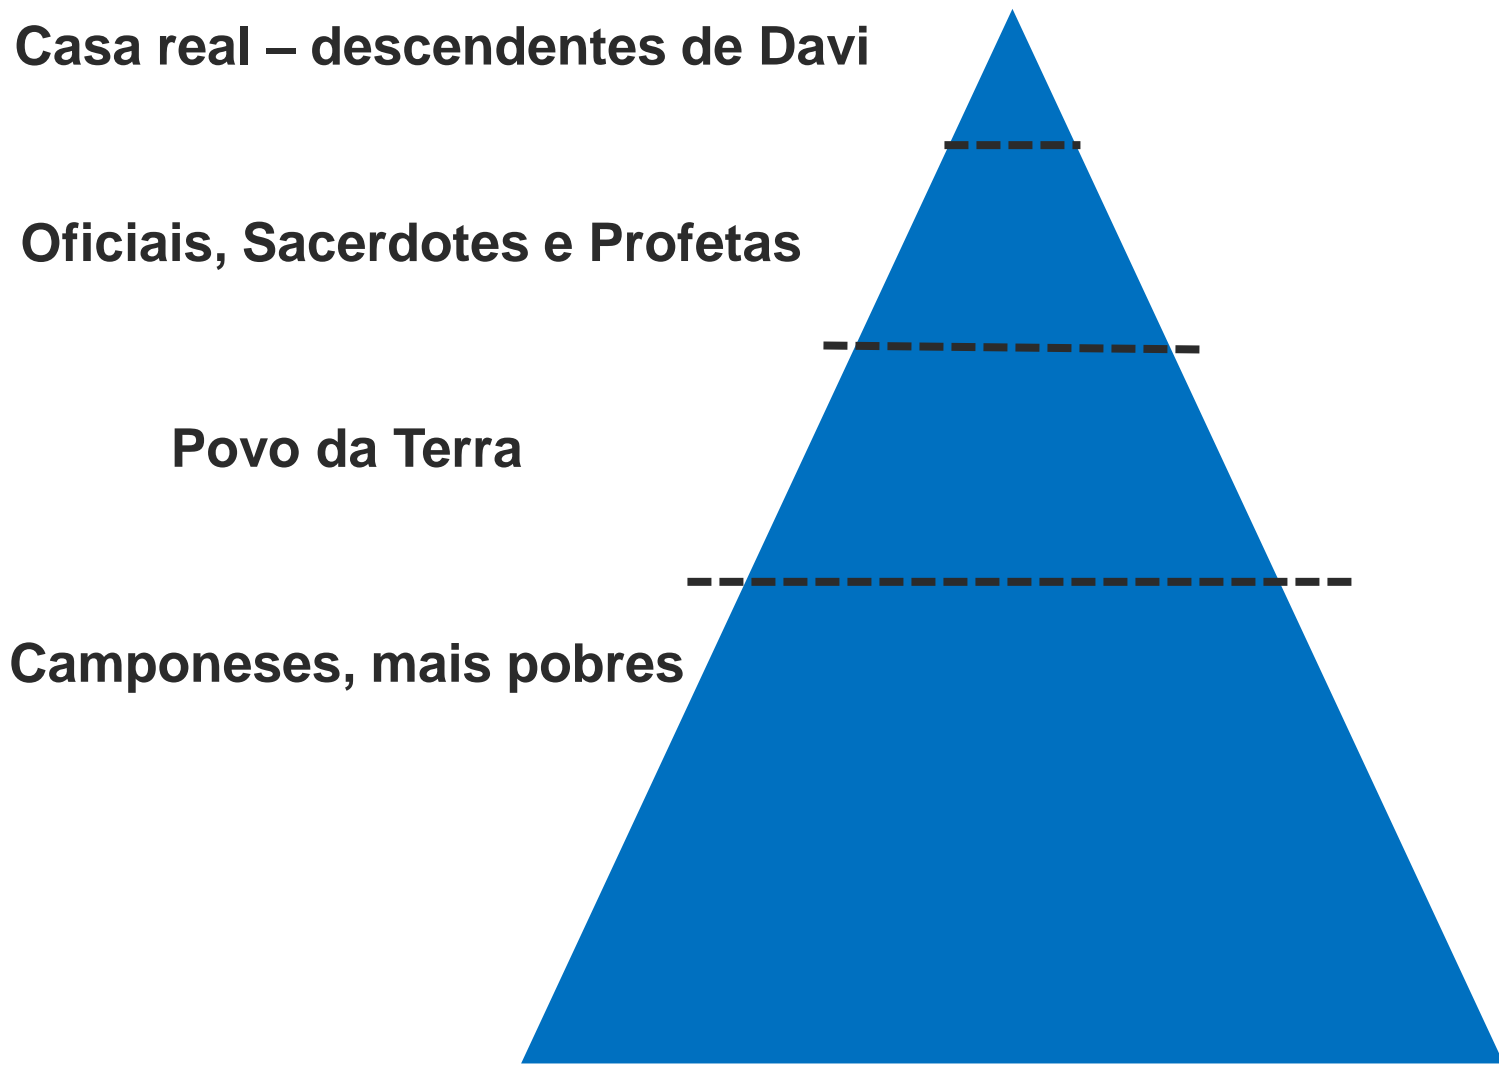 Casa real – descendentes de Davi
Oficiais, Sacerdotes e Profetas
Povo da Terra
Camponeses, mais pobres